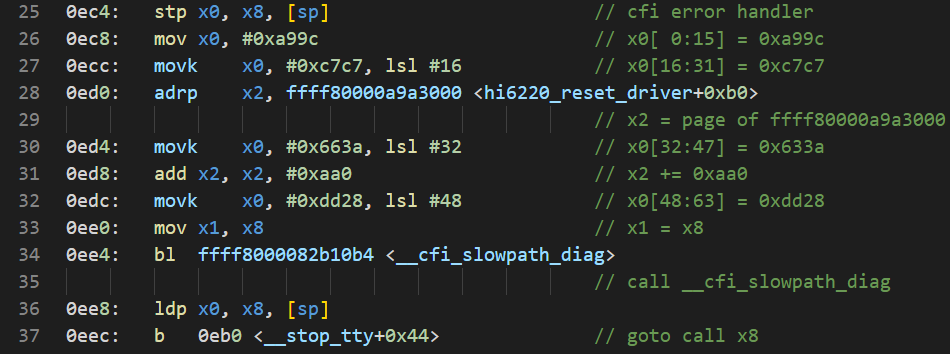 25 0ec4: stp x0, x8, [sp] // cfi error handler
26 0ec8: mov x0, #0xa99c // x0[ 0:15] = 0xa99c
27 0ecc: movk x0, #0xc7c7, lsl #16 // x0[16:31] = 0xc7c7
28 0ed0: adrp x2, ffff80000a9a3000 <hi6220_reset_driver+0xb0>
29 // x2 = page of ffff80000a9a3000
30 0ed4: movk x0, #0x663a, lsl #32 // x0[32:47] = 0x633a
31 0ed8: add x2, x2, #0xaa0 // x2 += 0xaa0
32 0edc: movk x0, #0xdd28, lsl #48 // x0[48:63] = 0xdd28
33 0ee0: mov x1, x8 // x1 = x8
34 0ee4: bl ffff8000082b10b4 <__cfi_slowpath_diag>
35 // call __cfi_slowpath_diag
36 0ee8: ldp x0, x8, [sp]
37 0eec: b 0eb0 <__stop_tty+0x44> // goto call x8